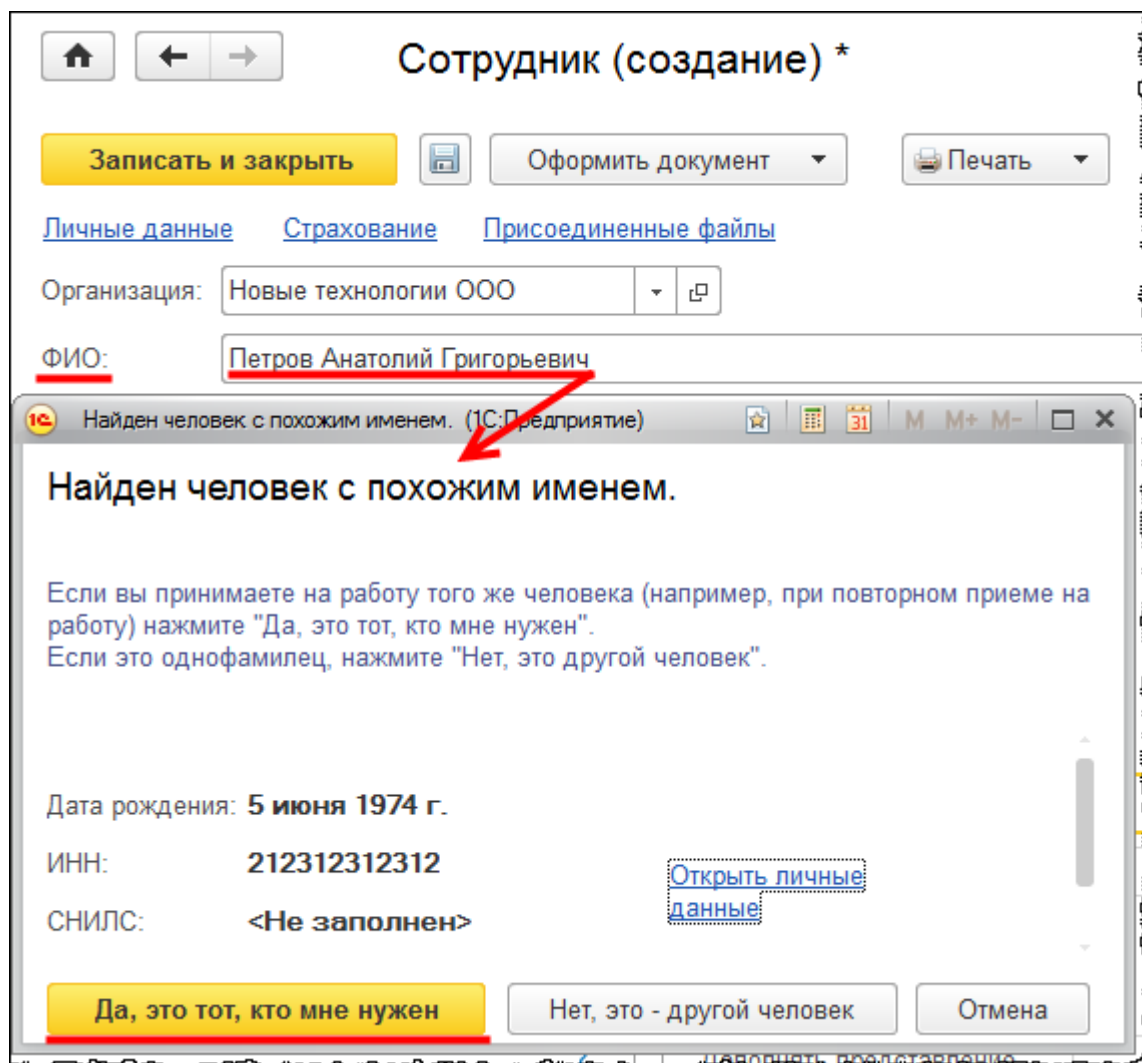 Сотрудник (создание) *
Записать и закрыть
Оформить документ
Печать
Личные данные Страхование Присоединенные файлы
Организация: Новые технологии ООО
ФИО: Петров Анатолий Григорьевич
1С Найден человек с похожим именем. (1С:Предприятие) 31 M M+ M-
Найден человек с похожим именем.
Если вы принимаете на работу того же человека (например, при повторном приеме на
работу) нажмите "Да, это тот, кто мне нужен".
Если это однофамилец, нажмите "Нет, это другой человек".
Дата рождения: 5 июня 1974 г.
ИНН: 212312312312
СНИЛС: <Не заполнен>
Открыть личные
данные
Да, это тот, кто мне нужен
Нет, это - другой человек
Отмена